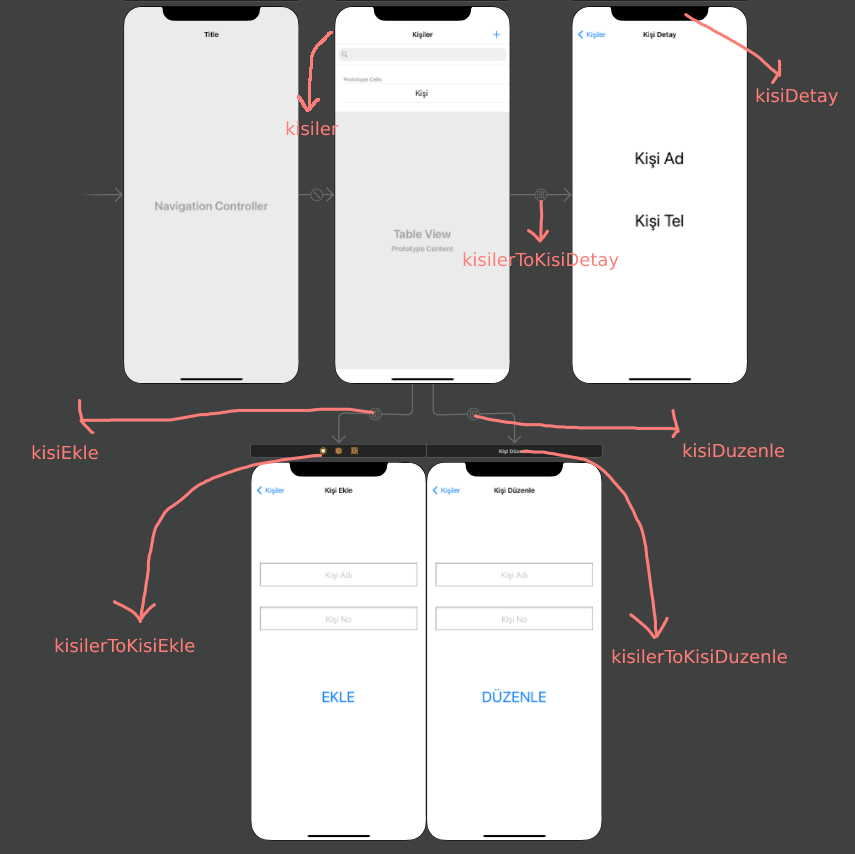 Title
Navigation Controller
Kişiler
+
Prototype Cells
Kişi
Table View
Prototype Content
Kişiler
Kişi Detay
Kişi Ad
Kişi Tel
kisiler
kisiDetay
kisilerToKisiDetay
kisiEkle
kisiDuzenle
Kişi Düzenle
Kişiler
Kişi Ekle
Kişi Adı
Kişi No
EKLE
Kişiler
Kişi Düzenle
Kişi Adı
Kişi No
DÜZENLE
kisilerToKisiEkle
kisilerToKisiDuzenle